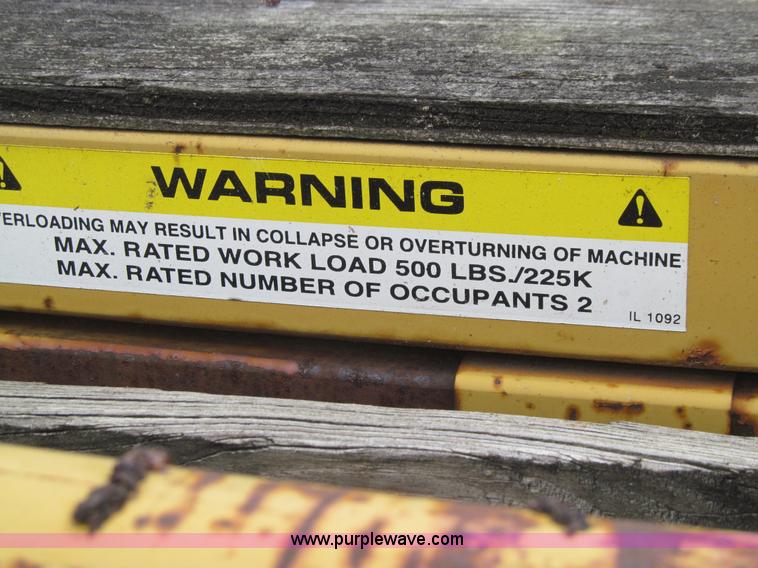 WARNING
ERLOADING MAY RESULT IN COLLAPSE OR OVERTURNING OF MACHINE
MAX. RATED WORK LOAD 500 LBS./225K
MAX. RATED NUMBER OF OCCUPANTS 2
IL 1092
www.purplewave.com